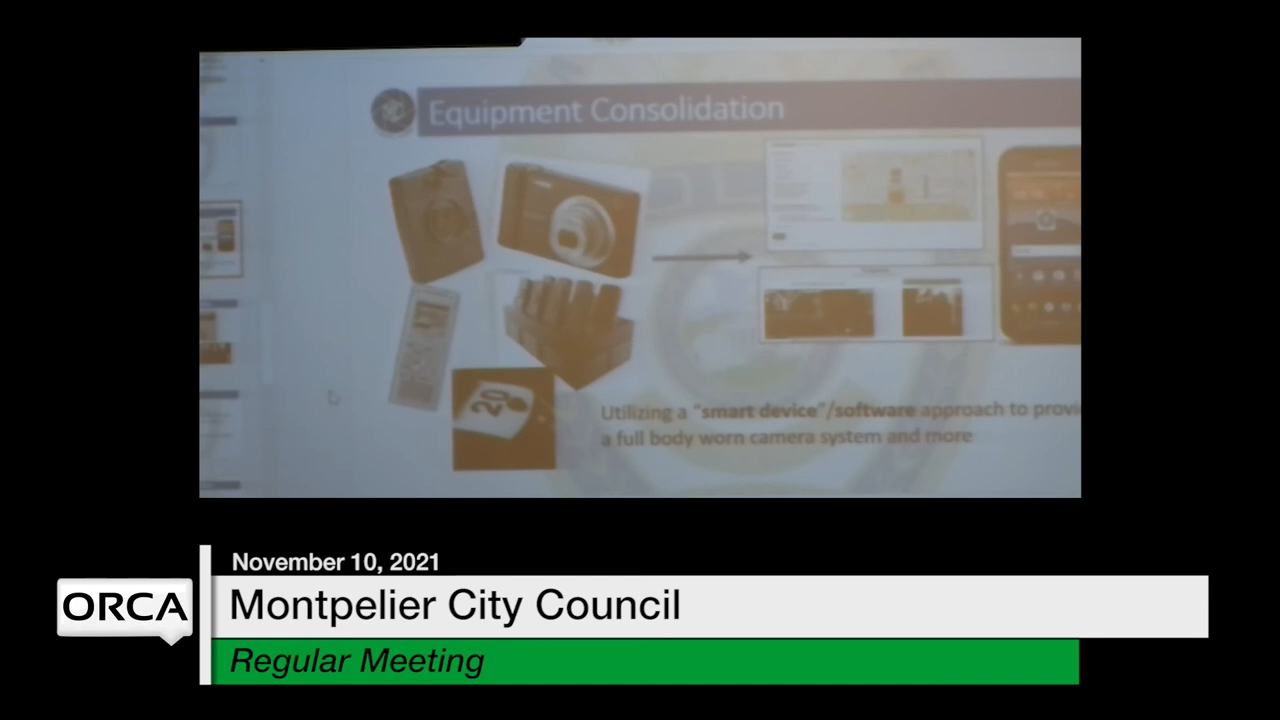 Equipment Consolidation
20
Utilizing a "smart device"/software approach to provi
a full body worn camera system and more
November 10, 2021
ORCA
Montpelier City Council
Regular Meeting